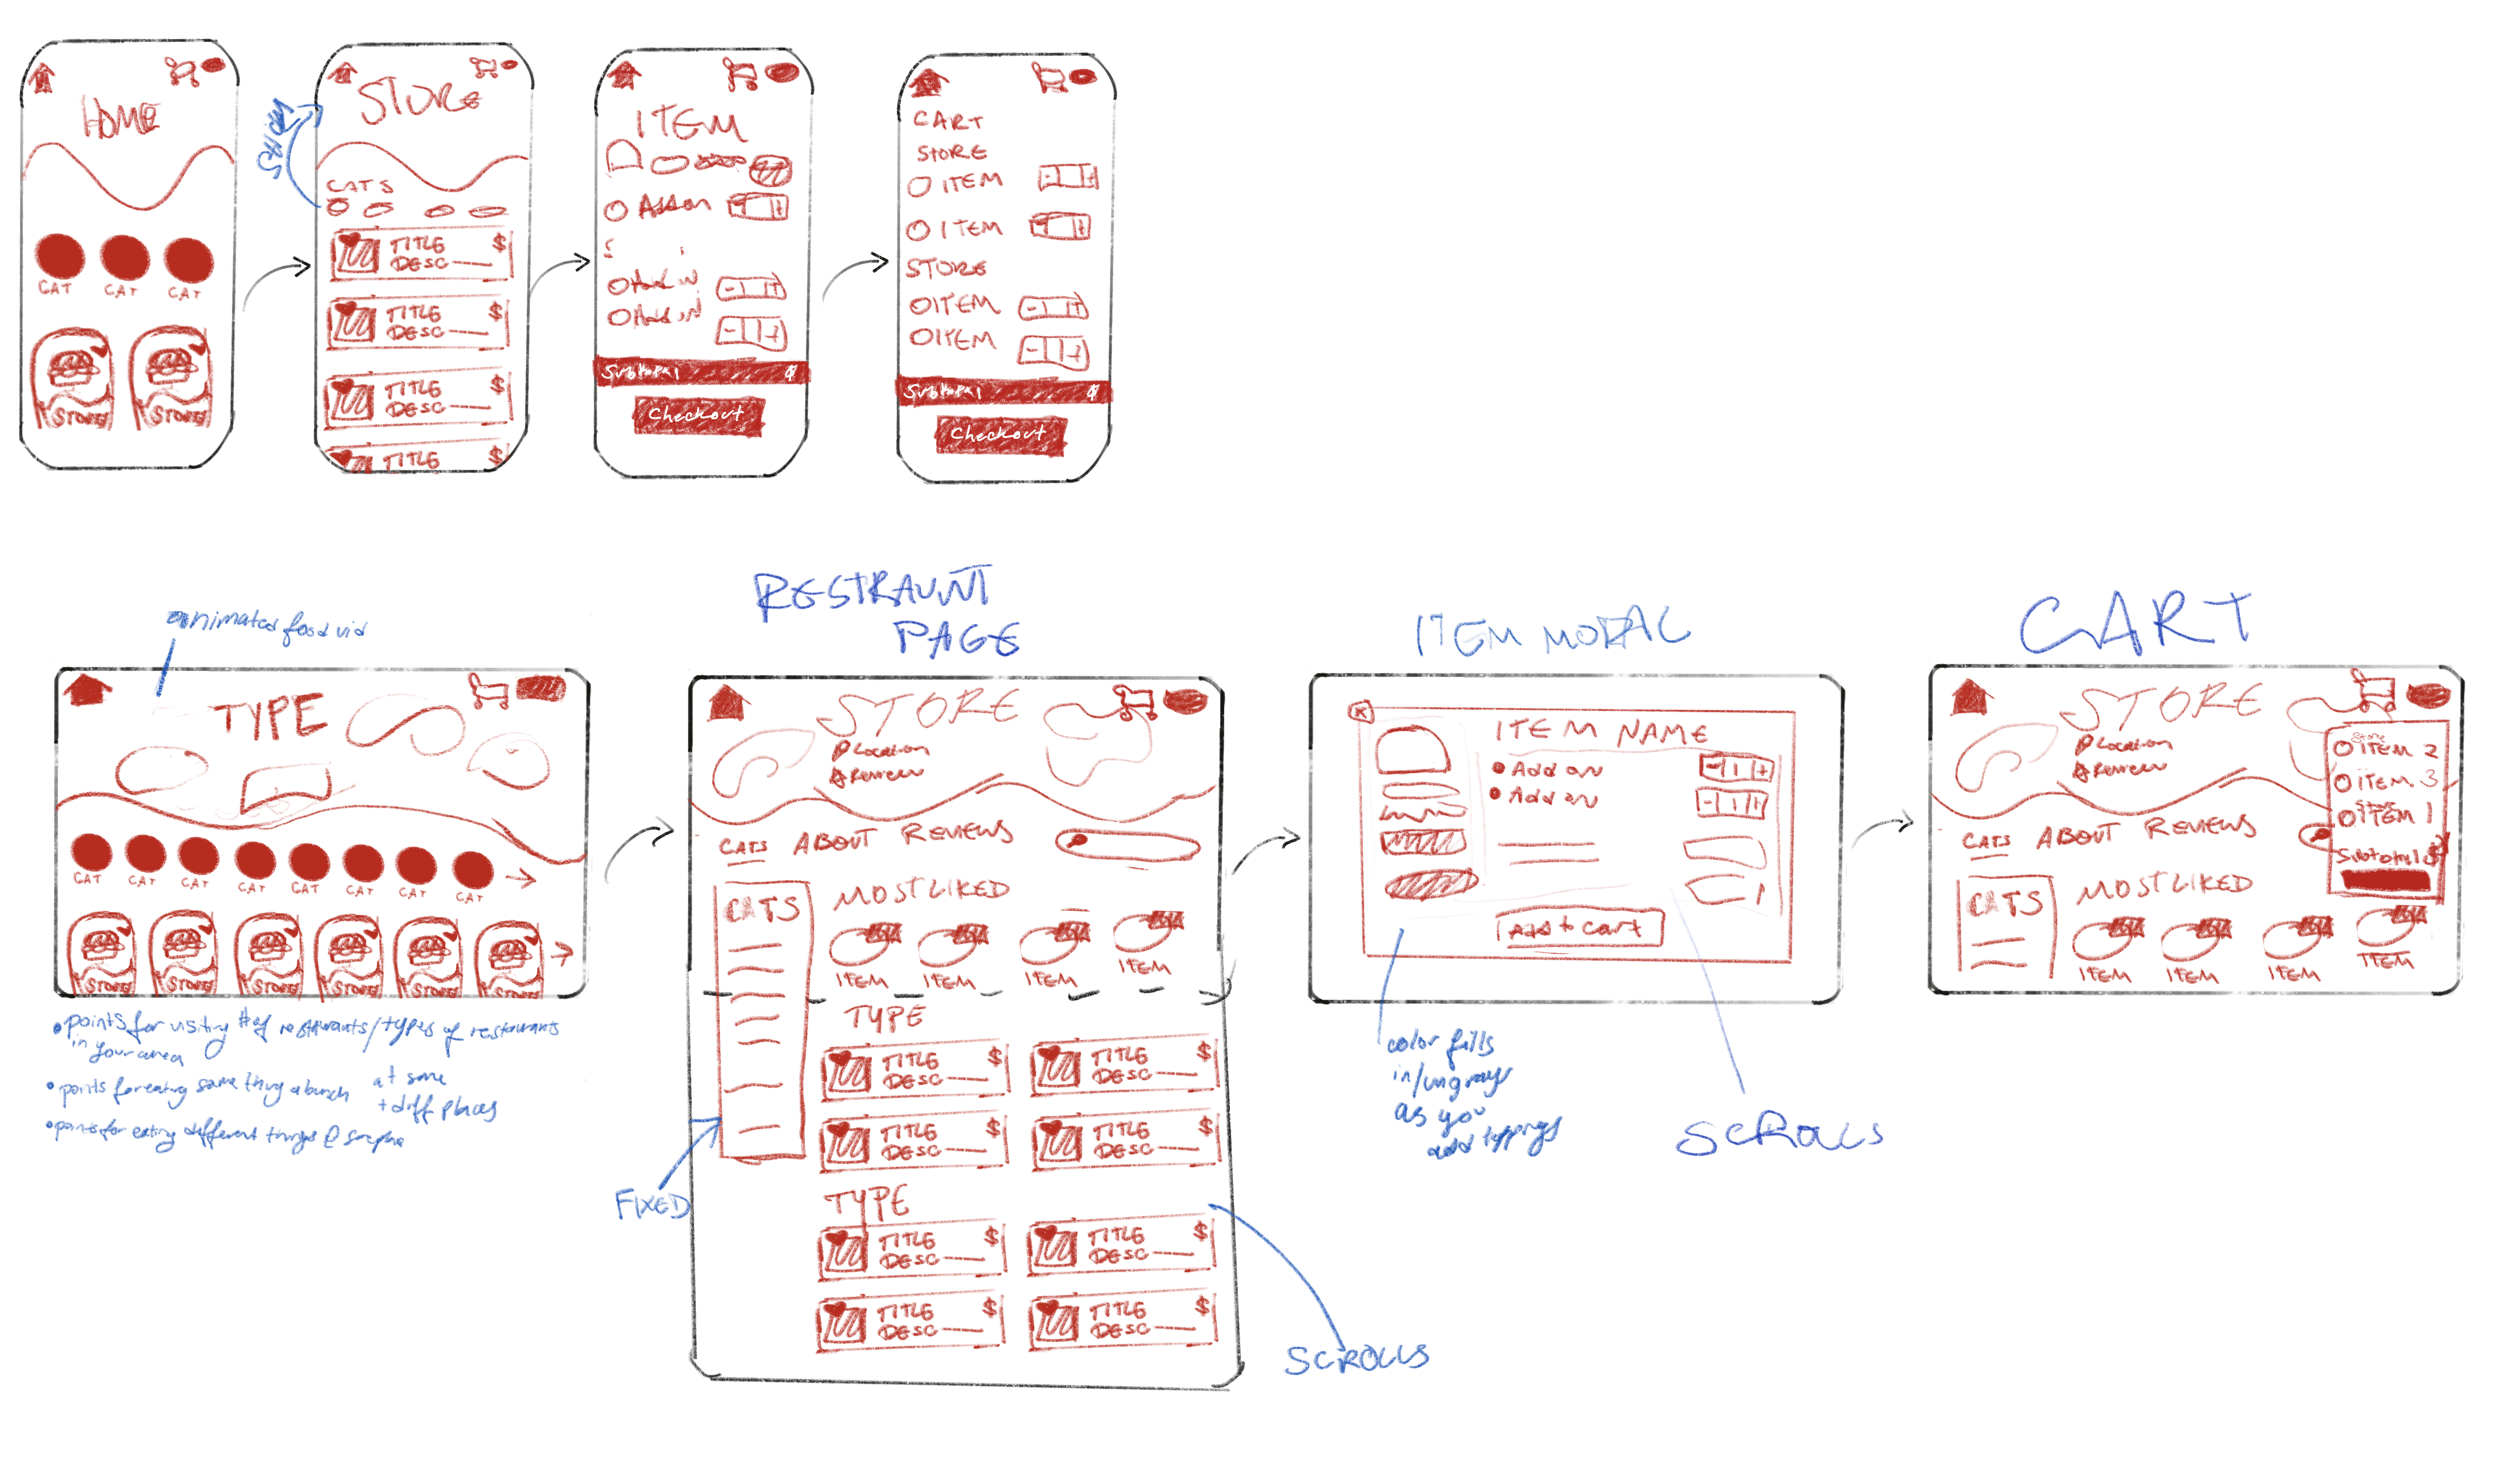 HOME
CAT CAT CAT
STORE STORE
STORE
CATS
TITLE $
DESC
TITLE $
DESC
TITLE $
DESC
TITLE $
ITEM
Add on - +
- +
- +
Subtotal $
Checkout
CART
STORE
ITEM - +
ITEM - +
STORE
ITEM - +
ITEM - +
Subtotal $
Checkout
animated food vid
TYPE
CAT CAT CAT CAT CAT CAT CAT CAT
STORE STORE STORE STORE STORE STORE
• points for visiting # of restaurants/types of restaurants
in your area
• points for eating same thing a bunch at same
+ diff places
• points for eating different things @
RESTRAUNT
PAGE
STORE
Location
Reviews
CATS ABOUT REVIEWS
CATS
MOST LIKED
ITEM ITEM ITEM ITEM
TYPE
TITLE $ TITLE $
DESC DESC
TITLE $ TITLE $
DESC DESC
TYPE
TITLE $ TITLE $
DESC DESC
TITLE $ TITLE $
DESC DESC
FIXED
SCROLLS
ITEM MODAL
X
ITEM NAME
• Add on - 1 +
• Add on - 1 +
Add to cart
color fills
in/ungrays
as you
add toppings
SCROLLS
CART
STORE
Location
Reviews
Store
ITEM 2
ITEM 3
Store
ITEM 1
Subtotal $
CATS ABOUT REVIEWS
CATS
MOST LIKED
ITEM ITEM ITEM ITEM